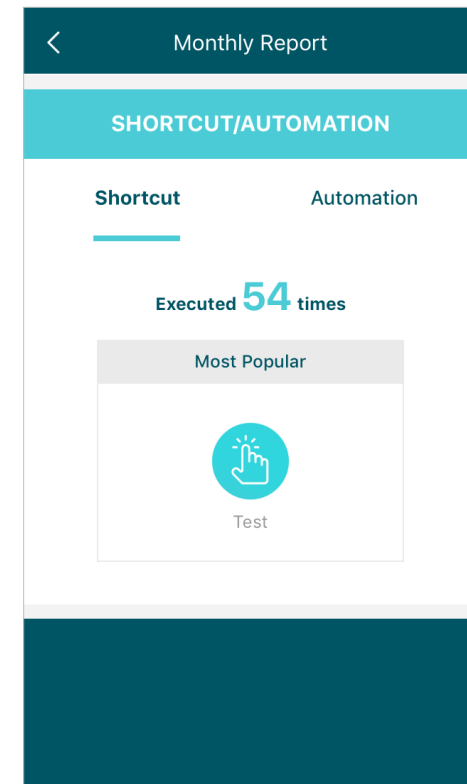 Monthly Report
SHORTCUT/AUTOMATION
Shortcut Automation
Executed 54 times
Most Popular
Test